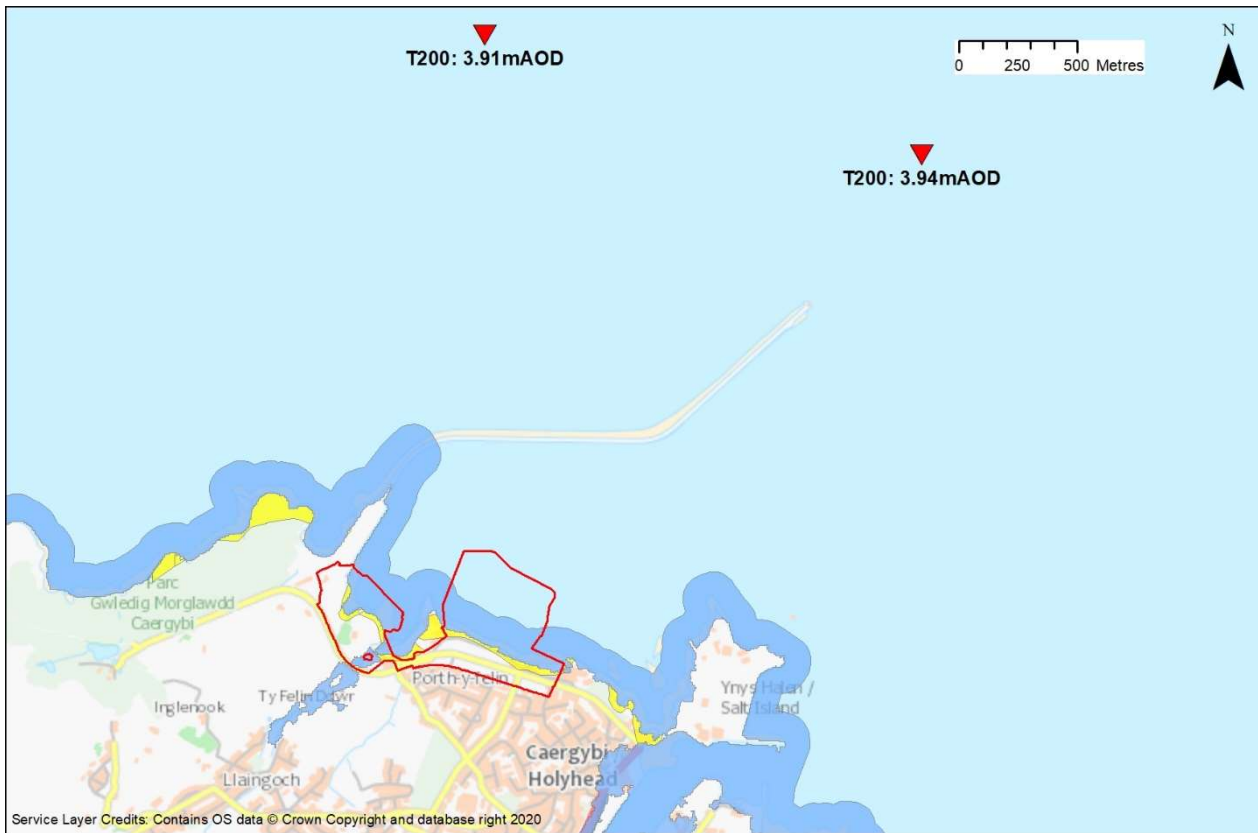 T200: 3.91mAOD
N
0 250 500 Metres
T200: 3.94mAOD
Parc
Gwledig Morglawdd
Caergybi
Porth-y-felin
Ty Felin Ddwr
Inglenook
Ynys Halen /
Salt Island
Caergybi
Holyhead
Llaingoch
Service Layer Credits: Contains OS data © Crown Copyright and database right 2020